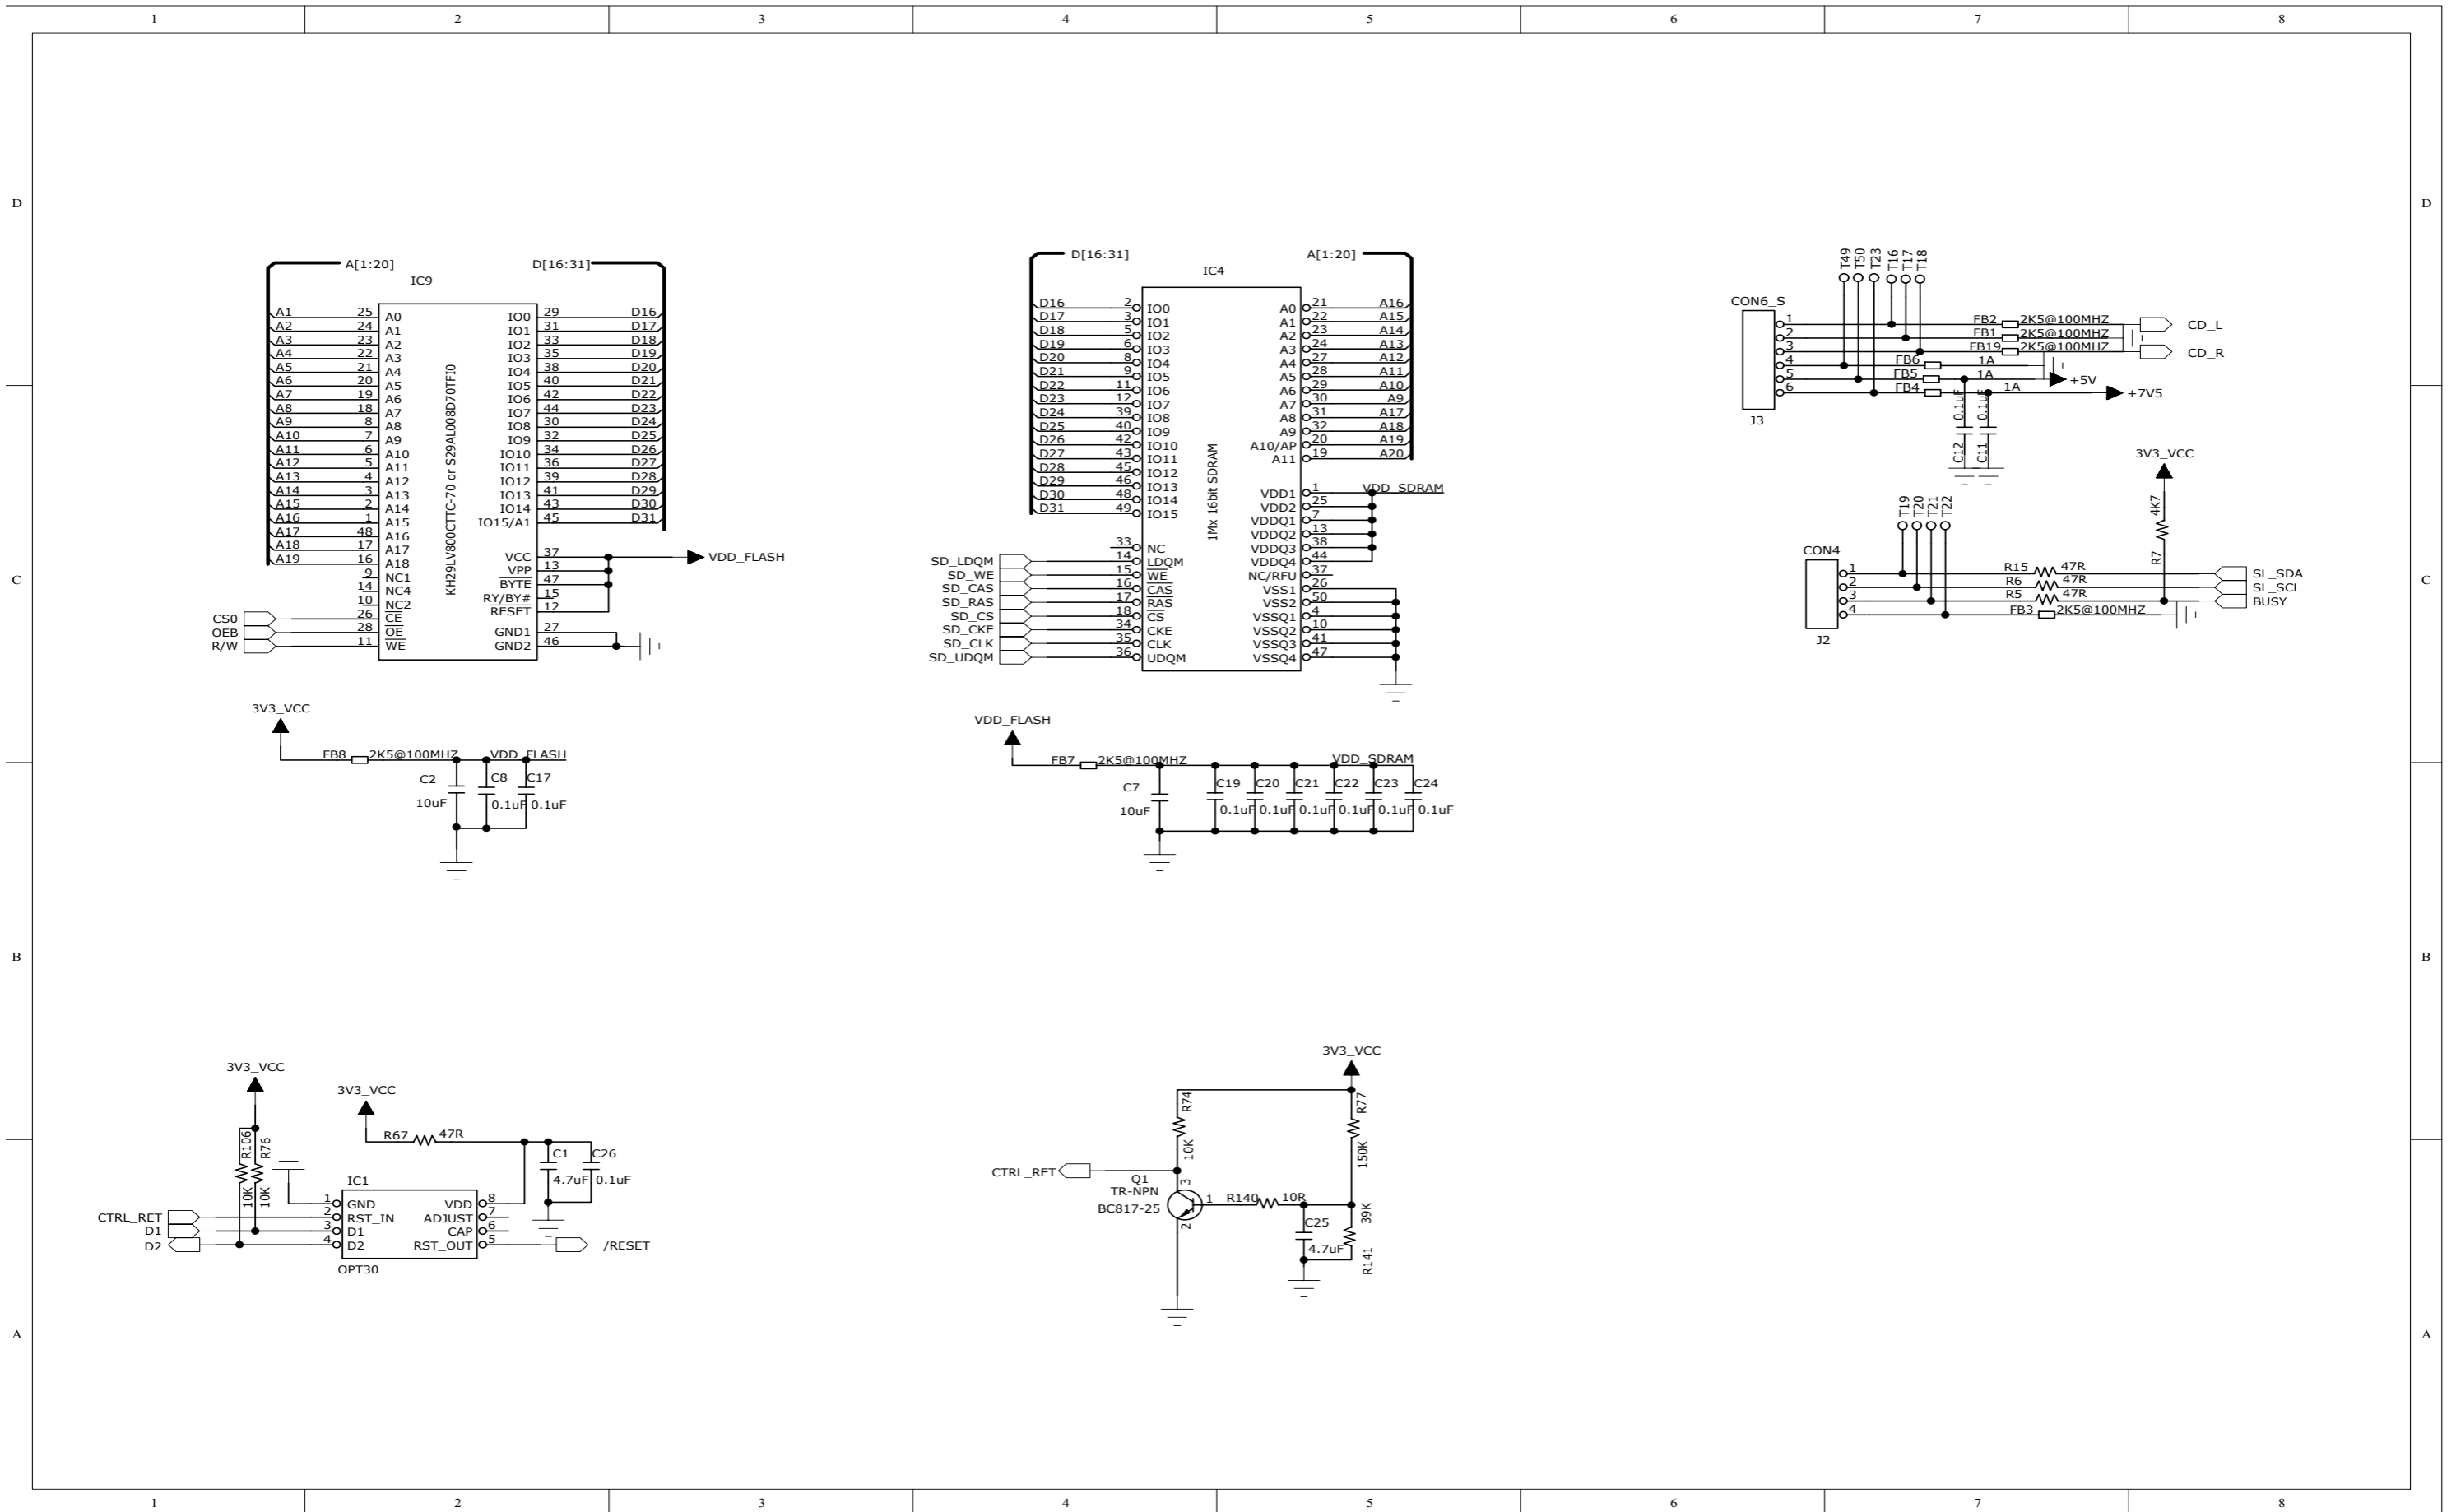 1 2 3 4 5 6 7 8
D D
A[1:20] D[16:31]
IC9
A1 25 A0 IO0 29 D16
A2 24 A1 IO1 31 D17
A3 23 A2 IO2 33 D18
A4 22 A3 IO3 35 D19
A5 21 A4 IO4 38 D20
A6 20 A5 IO5 40 D21
A7 19 A6 IO6 42 D22
A8 18 A7 IO7 44 D23
A9 8 A8 IO8 30 D24
A10 7 A9 IO9 32 D25
A11 6 A10 IO10 34 D26
A12 5 A11 IO11 36 D27
A13 4 A12 IO12 39 D28
A14 3 A13 IO13 41 D29
A15 2 A14 IO14 43 D30
A16 1 A15 IO15/A1 45 D31
A17 48 A16
A18 17 A17 VCC 37 VDD_FLASH
A19 16 A18 VPP 13
9 NC1 BYTE 47
14 NC4 RY/BY# 15
10 NC2 RESET 12
CS0 26 CE
OEB 28 OE GND1 27
R/W 11 WE GND2 46
KH29LV800CTTC-70 or S29AL008D70TFI0
D[16:31] A[1:20]
IC4
D16 2 IO0 A0 21 A16
D17 3 IO1 A1 22 A15
D18 5 IO2 A2 23 A14
D19 6 IO3 A3 24 A13
D20 8 IO4 A4 27 A12
D21 9 IO5 A5 28 A11
D22 11 IO6 A6 29 A10
D23 12 IO7 A7 30 A9
D24 39 IO8 A8 31 A17
D25 40 IO9 A9 32 A18
D26 42 IO10 A10/AP 20 A19
D27 43 IO11 A11 19 A20
D28 45 IO12
D29 46 IO13 VDD1 1 VDD_SDRAM
D30 48 IO14 VDD2 25
D31 49 IO15 VDDQ1 7
VDDQ2 13
33 NC VDDQ3 38
SD_LDQM 14 LDQM VDDQ4 44
SD_WE 15 WE NC/RFU 37
SD_CAS 16 CAS VSS1 26
SD_RAS 17 RAS VSS2 50
SD_CS 18 CS VSSQ1 4
SD_CKE 34 CKE VSSQ2 10
SD_CLK 35 CLK VSSQ3 41
SD_UDQM 36 UDQM VSSQ4 47
1Mx 16bit SDRAM
T49 T50 T23 T16 T17 T18
CON6_S
1 FB2 2K5@100MHZ CD_L
2 FB1 2K5@100MHZ
3 FB19 2K5@100MHZ CD_R
4 FB6 1A
5 FB5 1A +5V
6 FB4 1A +7V5
J3
C12 0.1uF C11 0.1uF
3V3_VCC
R7 4K7
T19 T20 T21 T22
CON4
1 R15 47R SL_SDA
2 R6 47R SL_SCL
3 R5 47R BUSY
4 FB3 2K5@100MHZ
J2
C C
3V3_VCC
FB8 2K5@100MHZ VDD_FLASH
C2 C8 C17
10uF 0.1uF 0.1uF
VDD_FLASH
FB7 2K5@100MHZ VDD_SDRAM
C7 C19 C20 C21 C22 C23 C24
10uF 0.1uF 0.1uF 0.1uF 0.1uF 0.1uF 0.1uF
B B
3V3_VCC
3V3_VCC
R106 10K R76 10K
R67 47R
C1 C26
4.7uF 0.1uF
IC1
1 GND VDD 8
CTRL_RET 2 RST_IN ADJUST 7
D1 3 D1 CAP 6
D2 4 D2 RST_OUT 5 /RESET
OPT30
3V3_VCC
R74 10K R77 150K
CTRL_RET
Q1 3
TR-NPN
BC817-25 1 R140 10R
2
C25 39K
4.7uF R141
A A
1 2 3 4 5 6 7 8